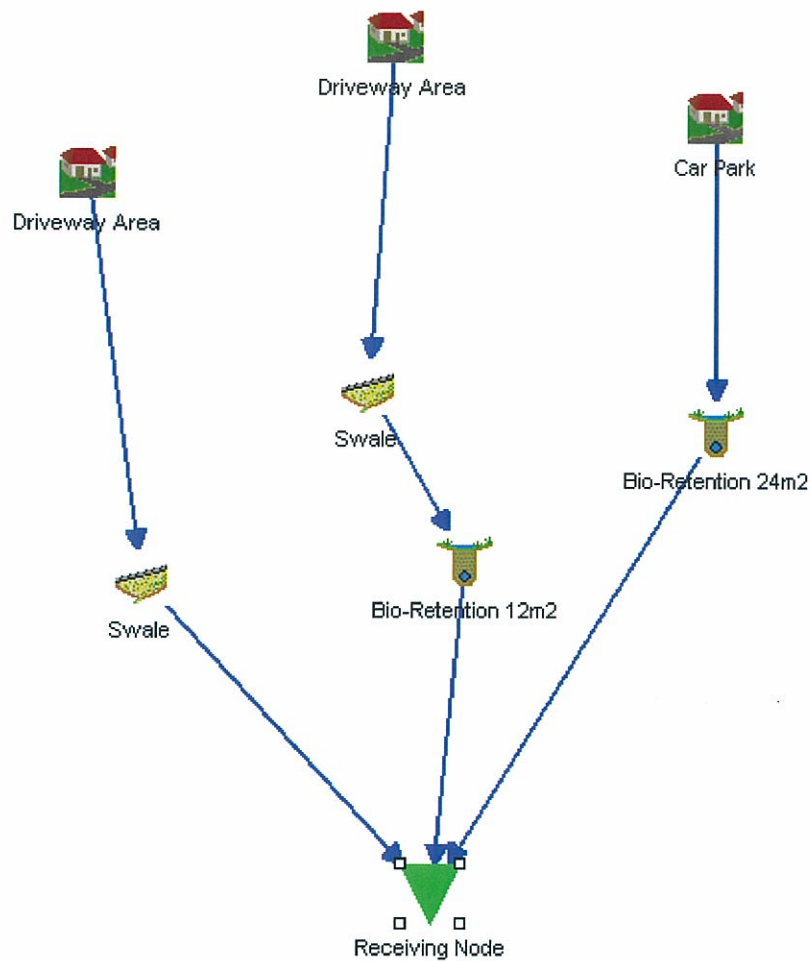 Driveway Area
Car Park
Driveway Area
Swale
Bio-Retention 24m2
Bio-Retention 12m2
Swale
Receiving Node